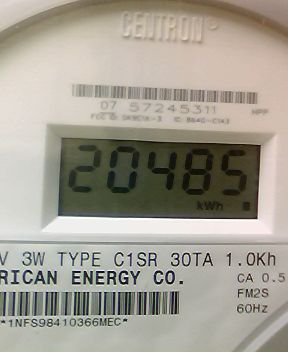 CENTRON®
07 57245311
HPP
20485
kWh
V 3W TYPE C1SR 30TA 1.0Kh
RICAN ENERGY CO.
CA 0.5
FM2S
60Hz
*1NFS98410366MEC*